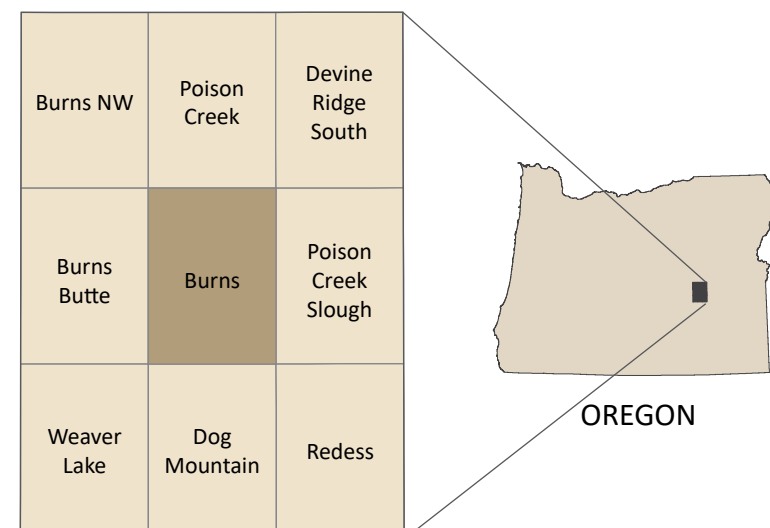 Burns NW
Poison
Creek
Devine
Ridge
South
Burns
Butte
Burns
Poison
Creek
Slough
Weaver
Lake
Dog
Mountain
Redess
OREGON